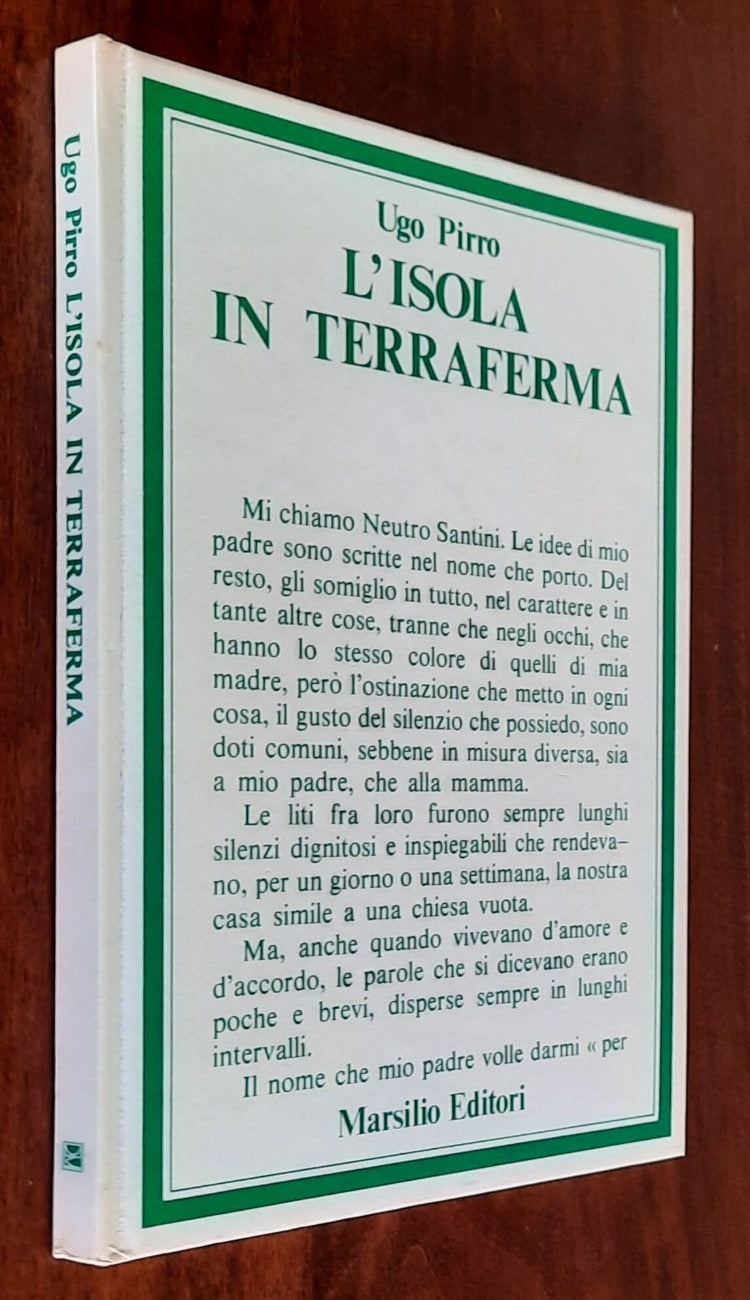 Ugo Pirro L'ISOLA IN TERRAFERMA
Ugo Pirro
L'ISOLA
IN TERRAFERMA
Mi chiamo Neutro Santini. Le idee di mio
padre sono scritte nel nome che porto. Del
resto, gli somiglio in tutto, nel carattere e in
tante altre cose, tranne che negli occhi, che
hanno lo stesso colore di quelli di mia
madre, però l'ostinazione che metto in ogni
cosa, il gusto del silenzio che possiedo, sono
doti comuni, sebbene in misura diversa, sia
a mio padre, che alla mamma.
Le liti fra loro furono sempre lunghi
silenzi dignitosi e inspiegabili che rendeva–
no, per un giorno o una settimana, la nostra
casa simile a una chiesa vuota.
Ma, anche quando vivevano d'amore e
d'accordo, le parole che si dicevano erano
poche e brevi, disperse sempre in lunghi
intervalli.
Il nome che mio padre volle darmi « per
Marsilio Editori